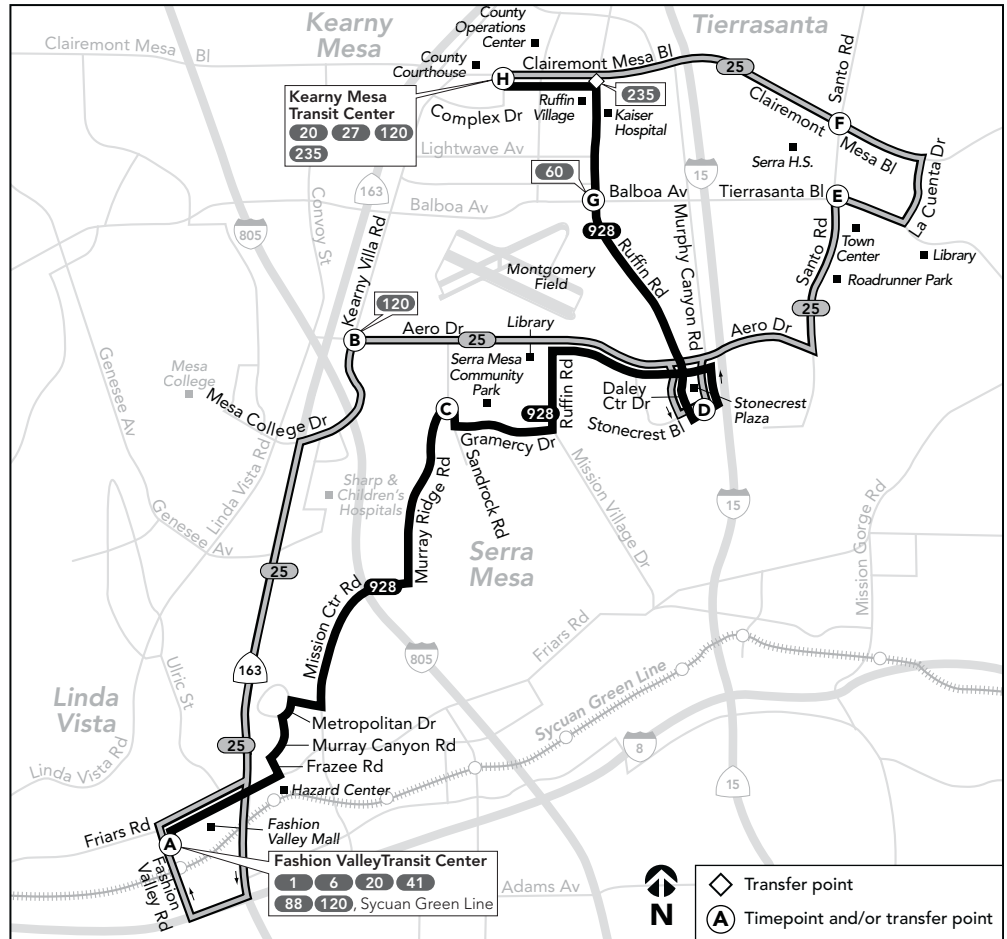 Kearny
Mesa
County
Operations
Center
Tierrasanta
Clairemont Mesa Bl
County
Courthouse
H
Clairemont Mesa Bl
25
Santo Rd
Kearny Mesa
Transit Center
20 27 120
235
Complex Dr
Ruffin
Village
235
Kaiser
Hospital
Clairemont
Mesa Bl
F
Lightwave Av
Serra H.S.
La Cuenta Dr
163
15
60
G
Balboa Av
Tierrasanta Bl
E
Balboa Av
Convoy St
805
928
Ruffin Rd
Murphy Canyon Rd
Santo Rd
Town
Center
Library
Roadrunner Park
Kearny Villa Rd
Montgomery
Field
120
B
Aero Dr
25
Library
Aero Dr
25
Genesee Av
Mesa
College
Mesa College Dr
Serra Mesa
Community
Park
Ruffin Rd
Daley
Ctr Dr
Stonecrest
Plaza
C
928
D
Stonecrest Bl
Gramercy Dr
Linda Vista Rd
Sharp &
Children's
Hospitals
Murray Ridge Rd
Sandrock Rd
Mission Village Dr
15
Mission Gorge Rd
Genesee Av
Serra
Mesa
25
Mission Ctr Rd
928
Friars Rd
805
163
Ulric St
Linda
Vista
Sycuan Green Line
Metropolitan Dr
25
Murray Canyon Rd
8
Linda Vista Rd
Frazee Rd
15
Hazard Center
Friars Rd
Fashion
Valley Mall
A
Fashion
Valley Rd
Fashion ValleyTransit Center
1 6 20 41
88 120, Sycuan Green Line
Adams Av
N
Transfer point
A Timepoint and/or transfer point